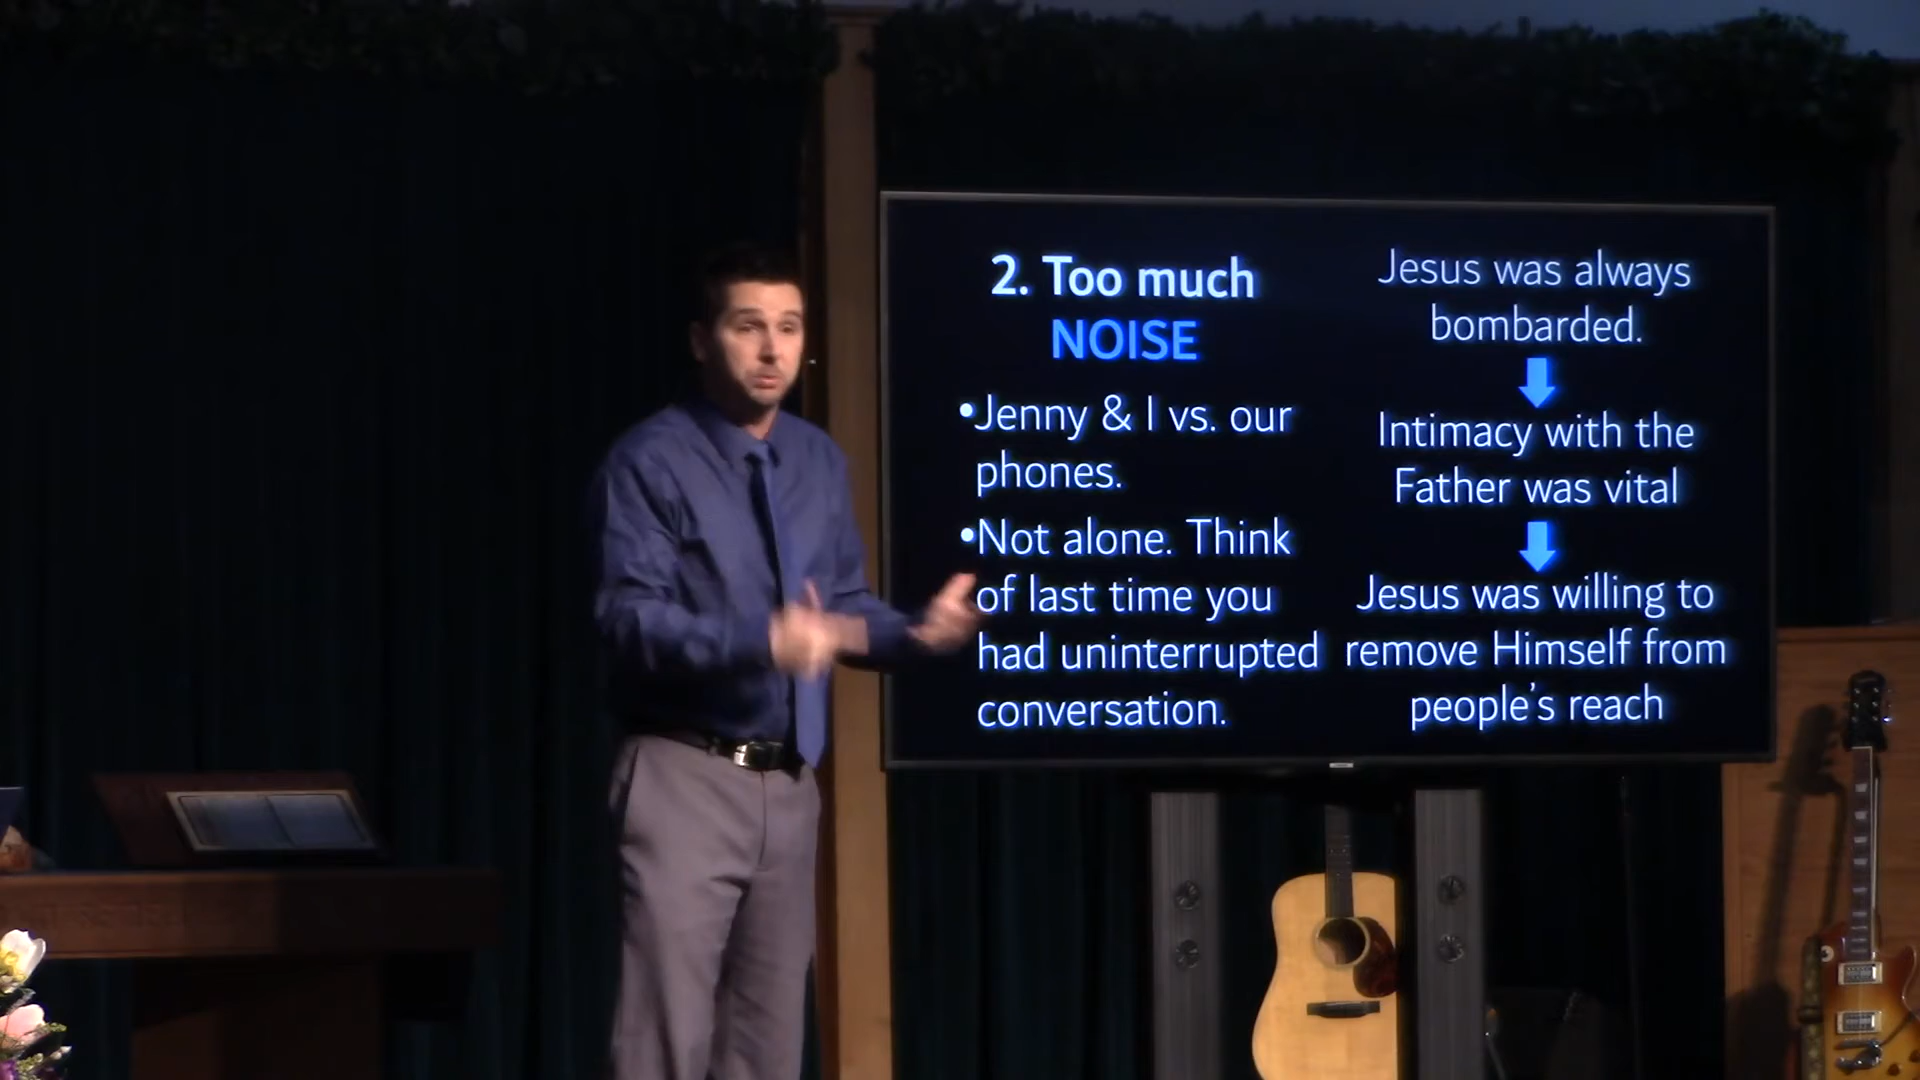 2. Too much
NOISE
•Jenny & I vs. our
phones.
•Not alone. Think
of last time you
had uninterrupted
conversation.
Jesus was always
bombarded.
Intimacy with the
Father was vital
Jesus was willing to
remove Himself from
people's reach